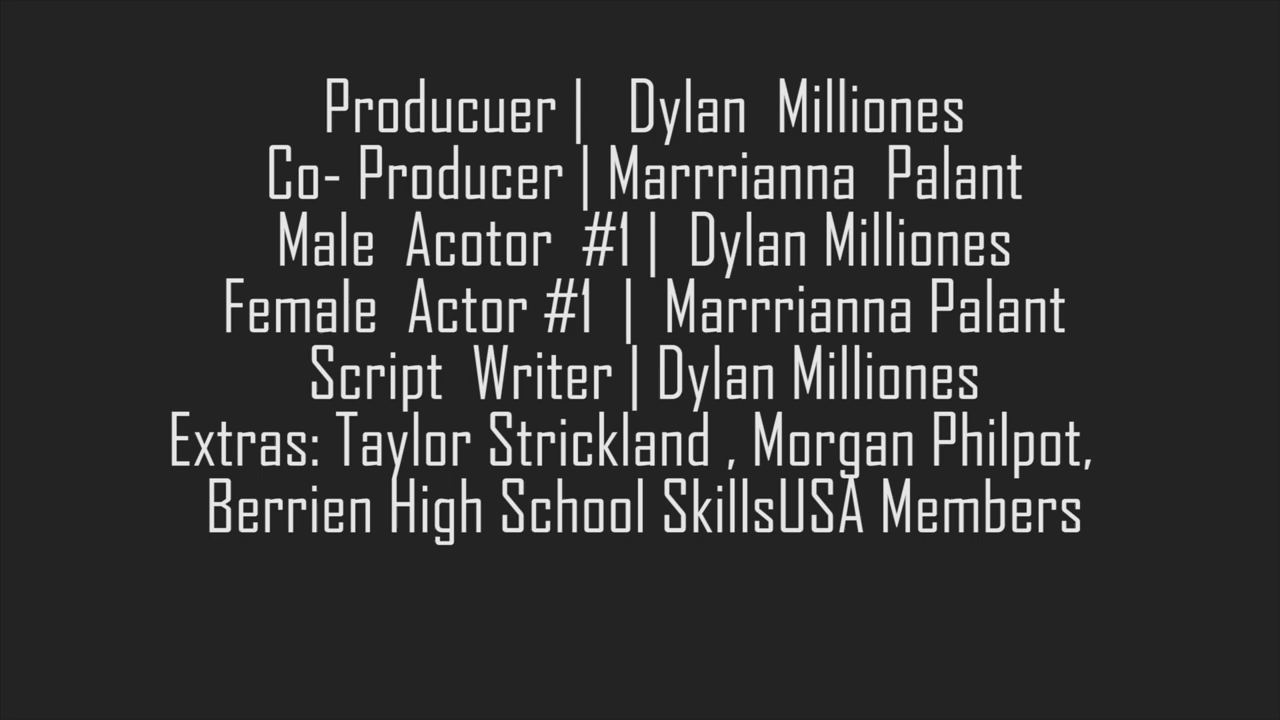 Producuer | Dylan Milliones
Co- Producer | Marrrianna Palant
Male Acotor #1 | Dylan Milliones
Female Actor #1 | Marrrianna Palant
Script Writer | Dylan Milliones
Extras: Taylor Strickland , Morgan Philpot,
Berrien High School SkillsUSA Members